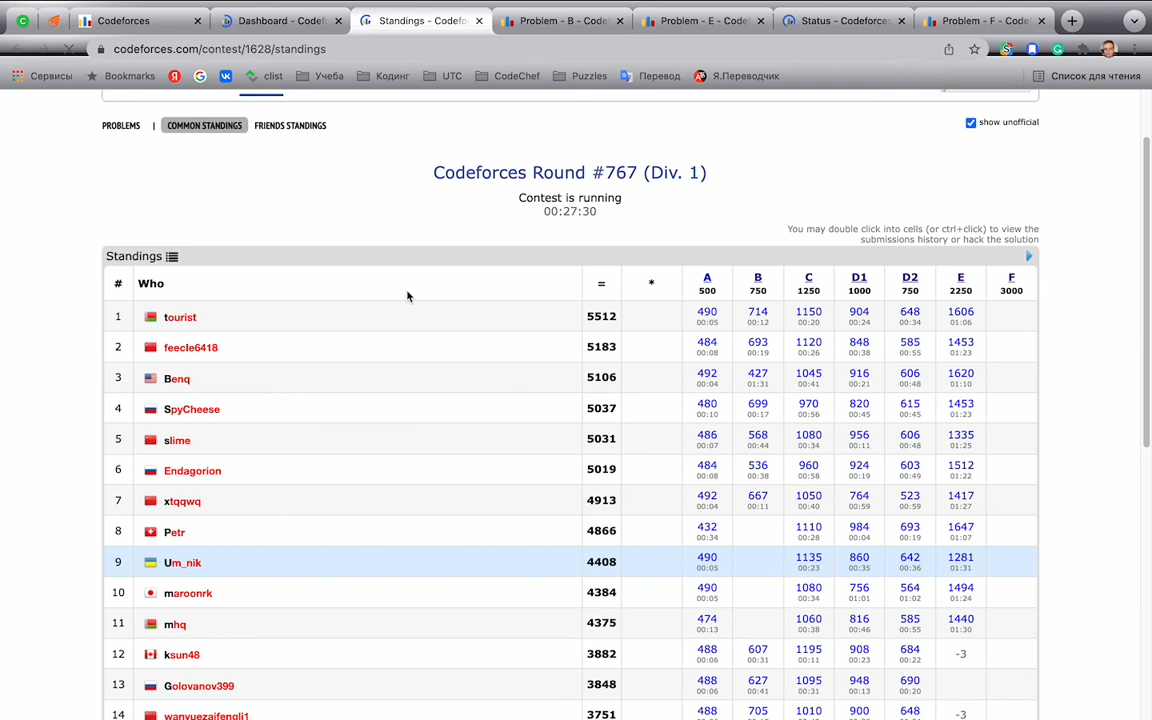 Codeforces
Dashboard - Codef
Standings - Codefo
Problem - B - Codef
Problem - E - Codef
Status - Codeforces
Problem - F - Codef
codeforces.com/contest/1628/standings
Сервисы Bookmarks clist Учеба Кодинг UTC CodeChef Puzzles Перевод Я.Переводчик Список для чтения
PROBLEMS | COMMON STANDINGS FRIENDS STANDINGS show unofficial
Codeforces Round #767 (Div. 1)
Contest is running
00:27:30
You may double click into cells (or ctrl+click) to view the
submissions history or hack the solution
Standings
# Who = * A B C D1 D2 E F
500 750 1250 1000 750 2250 3000
1 tourist 5512 490 714 1150 904 648 1606
00:05 00:12 00:20 00:24 00:34 01:06
2 feecle6418 5183 484 693 1120 848 585 1453
00:08 00:19 00:26 00:38 00:55 01:23
3 Benq 5106 492 427 1045 916 606 1620
00:04 01:31 00:41 00:21 00:48 01:10
4 SpyCheese 5037 480 699 970 820 615 1453
00:10 00:17 00:56 00:45 00:45 01:23
5 slime 5031 486 568 1080 956 606 1335
00:07 00:44 00:34 00:11 00:48 01:25
6 Endagorion 5019 484 536 960 924 603 1512
00:08 00:38 00:58 00:19 00:49 01:22
7 xtqqwq 4913 492 667 1050 764 523 1417
00:04 00:11 00:40 00:59 00:59 01:27
8 Petr 4866 432 1110 984 693 1647
00:34 00:28 00:04 00:19 01:07
9 Um_nik 4408 490 1135 860 642 1281
00:05 00:23 00:35 00:36 01:31
10 maroonrk 4384 490 1080 756 564 1494
00:05 00:34 01:01 01:02 01:24
11 mhq 4375 474 1060 816 585 1440
00:13 00:38 00:46 00:55 01:30
12 ksun48 3882 488 607 1195 908 684 -3
00:06 00:31 00:11 00:23 00:22
13 Golovanov399 3848 488 627 1095 948 690
00:06 00:41 00:31 00:13 00:20
14 wanyuezaifengli1 3751 488 705 1010 900 648 -3